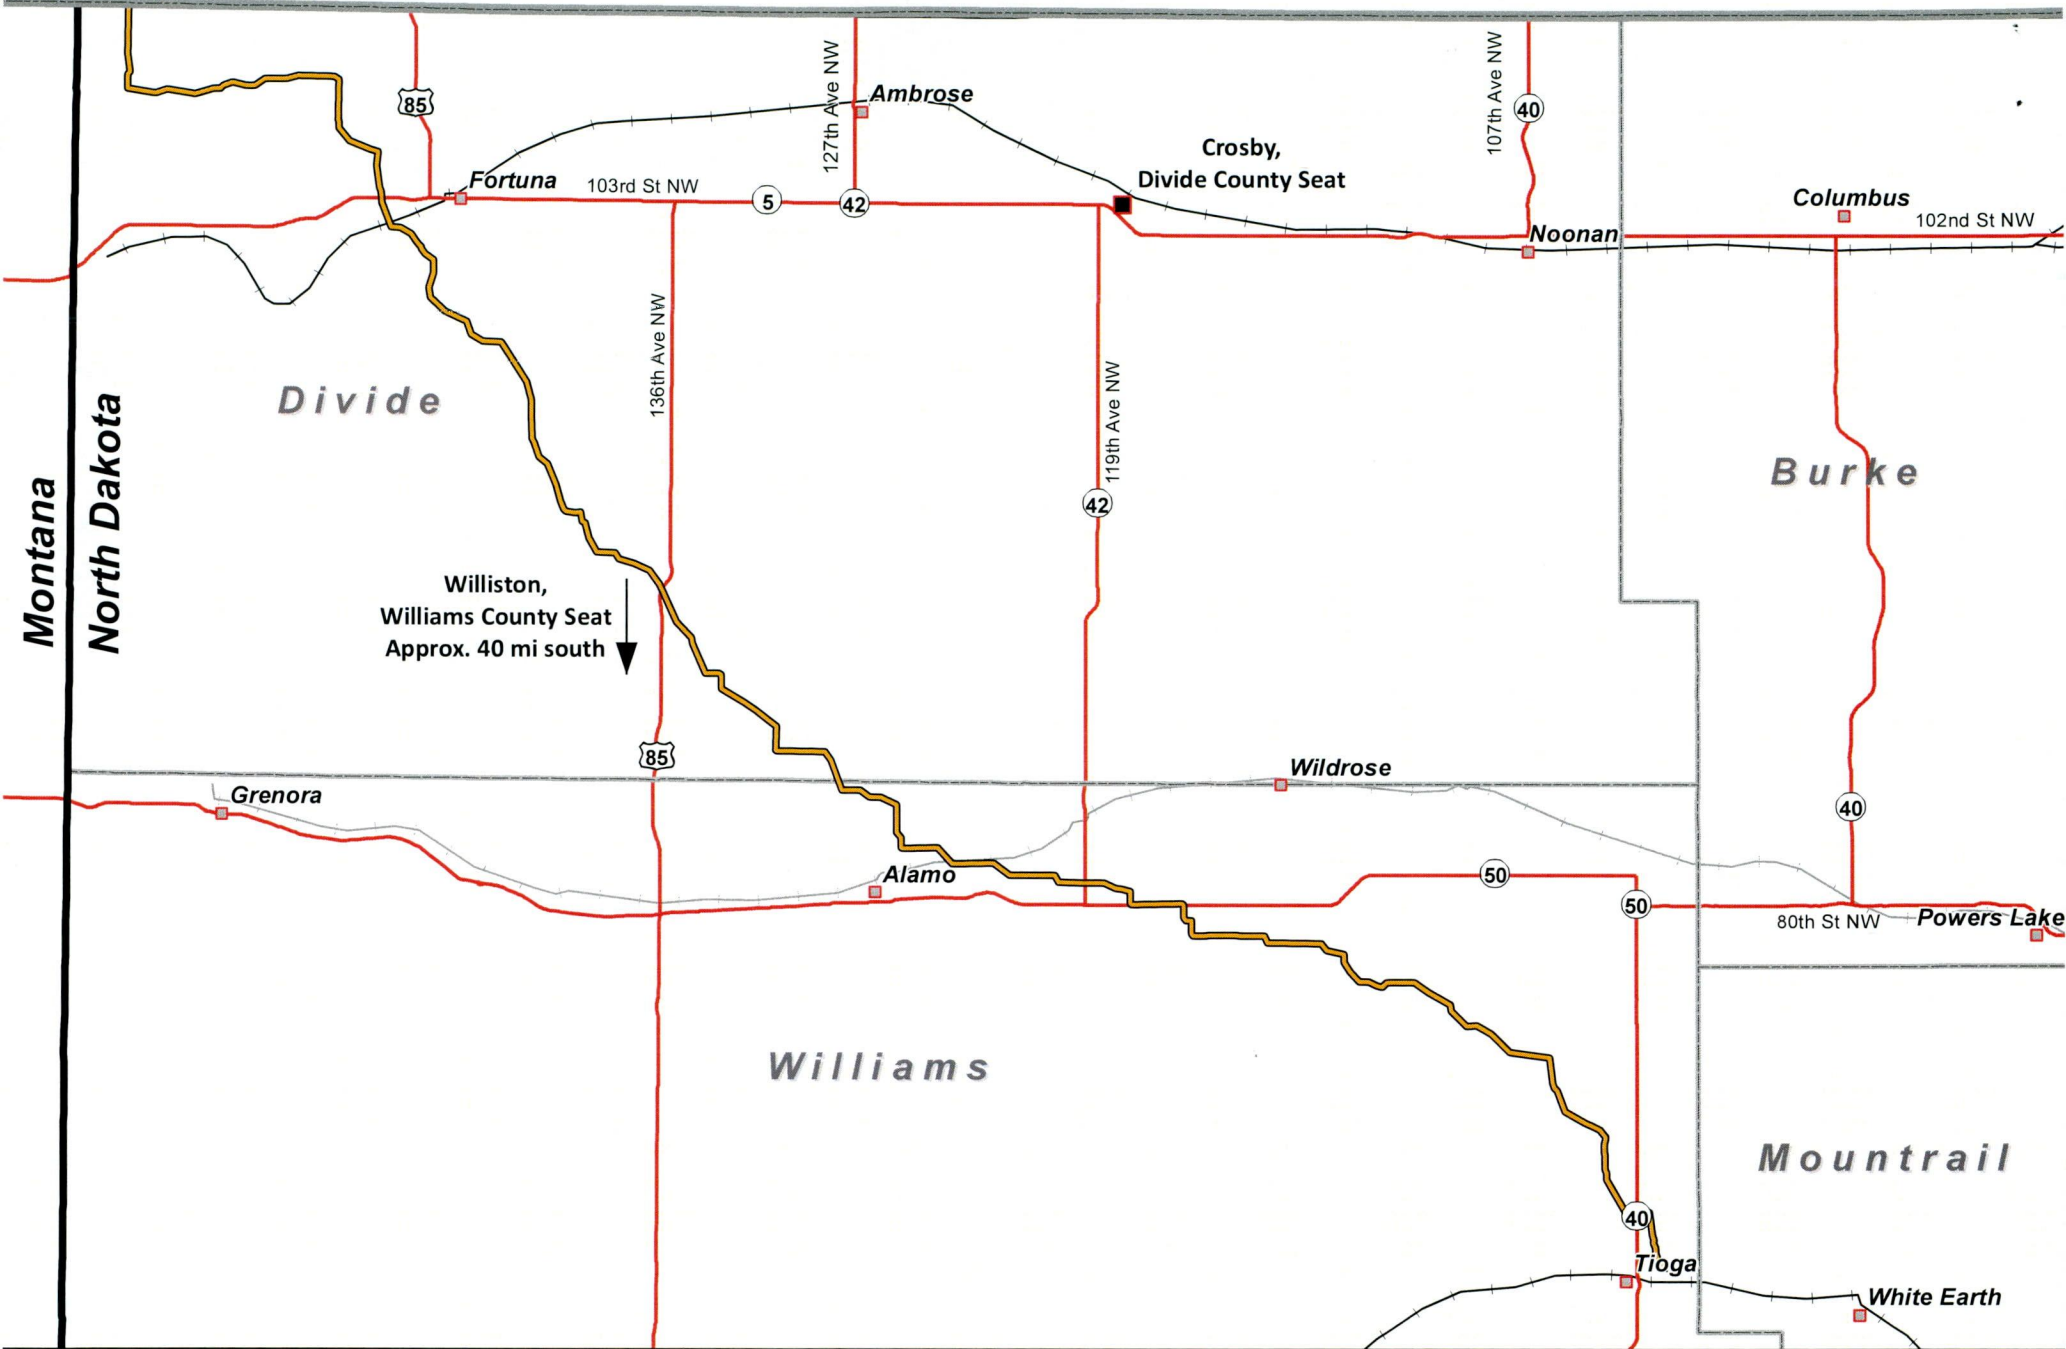 85
127th Ave NW
Ambrose
107th Ave NW
40
Crosby,
Divide County Seat
Fortuna
103rd St NW
5
42
Columbus
102nd St NW
Noonan
136th Ave NW
119th Ave NW
Divide
Burke
42
Montana
North Dakota
Williston,
Williams County Seat
Approx. 40 mi south
85
Wildrose
Grenora
40
Alamo
50
50
80th St NW
Powers Lake
Williams
Mountrail
40
Tioga
White Earth